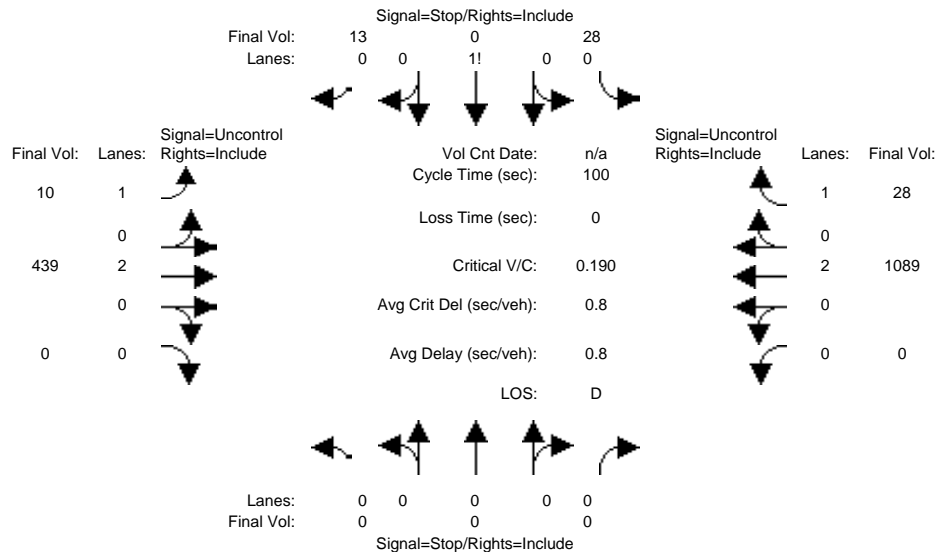 Signal=Stop/Rights=Include
Final Vol: 13 0 28
Lanes: 0 0 1! 0 0
Signal=Uncontrol Signal=Uncontrol
Final Vol: Lanes: Rights=Include Vol Cnt Date: n/a Rights=Include Lanes: Final Vol:
Cycle Time (sec): 100
10 1 1 28
Loss Time (sec): 0
0 0
439 2 Critical V/C: 0.190 2 1089
0 Avg Crit Del (sec/veh): 0.8 0
0 0 Avg Delay (sec/veh): 0.8 0 0
LOS: D
Lanes: 0 0 0 0 0
Final Vol: 0 0 0
Signal=Stop/Rights=Include